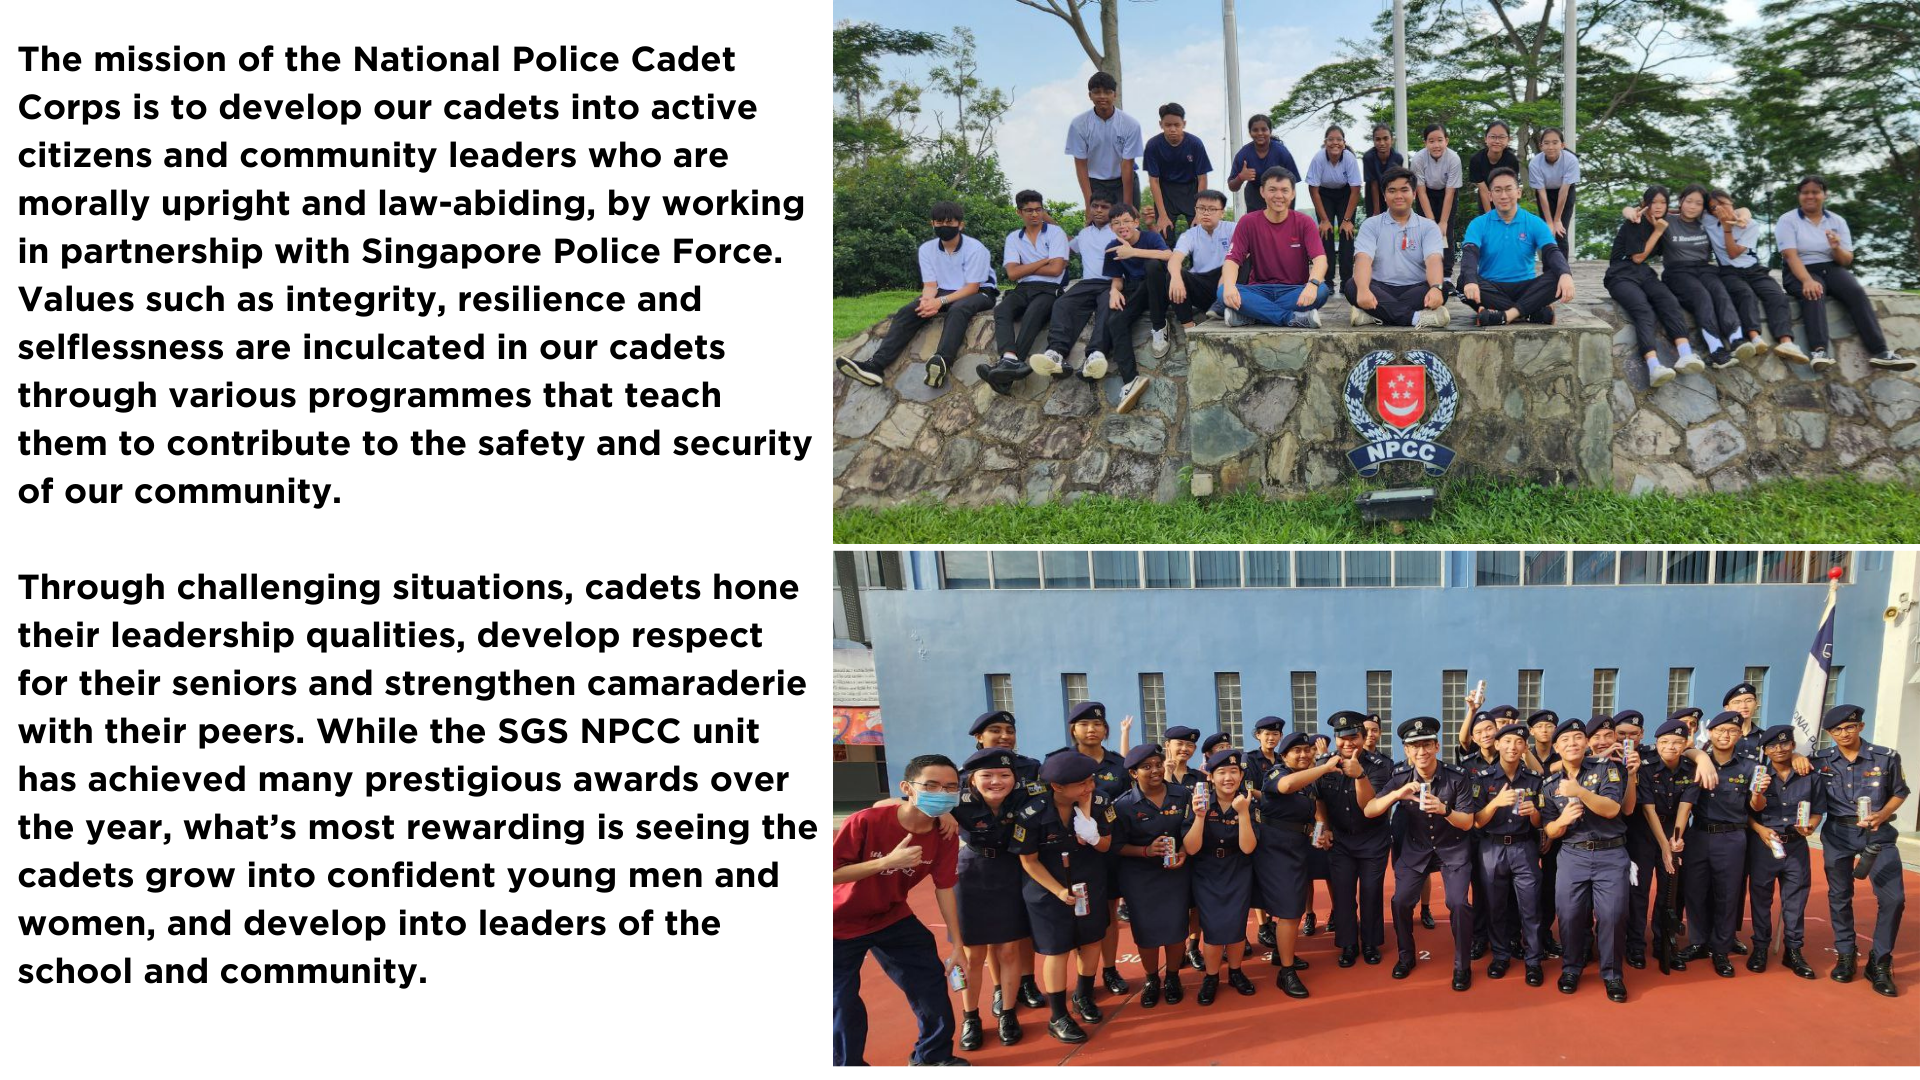 The mission of the National Police Cadet
Corps is to develop our cadets into active
citizens and community leaders who are
morally upright and law-abiding, by working
in partnership with Singapore Police Force.
Values such as integrity, resilience and
selflessness are inculcated in our cadets
through various programmes that teach
them to contribute to the safety and security
of our community.
Through challenging situations, cadets hone
their leadership qualities, develop respect
for their seniors and strengthen camaraderie
with their peers. While the SGS NPCC unit
has achieved many prestigious awards over
the year, what’s most rewarding is seeing the
cadets grow into confident young men and
women, and develop into leaders of the
school and community.
NPCC
30
2